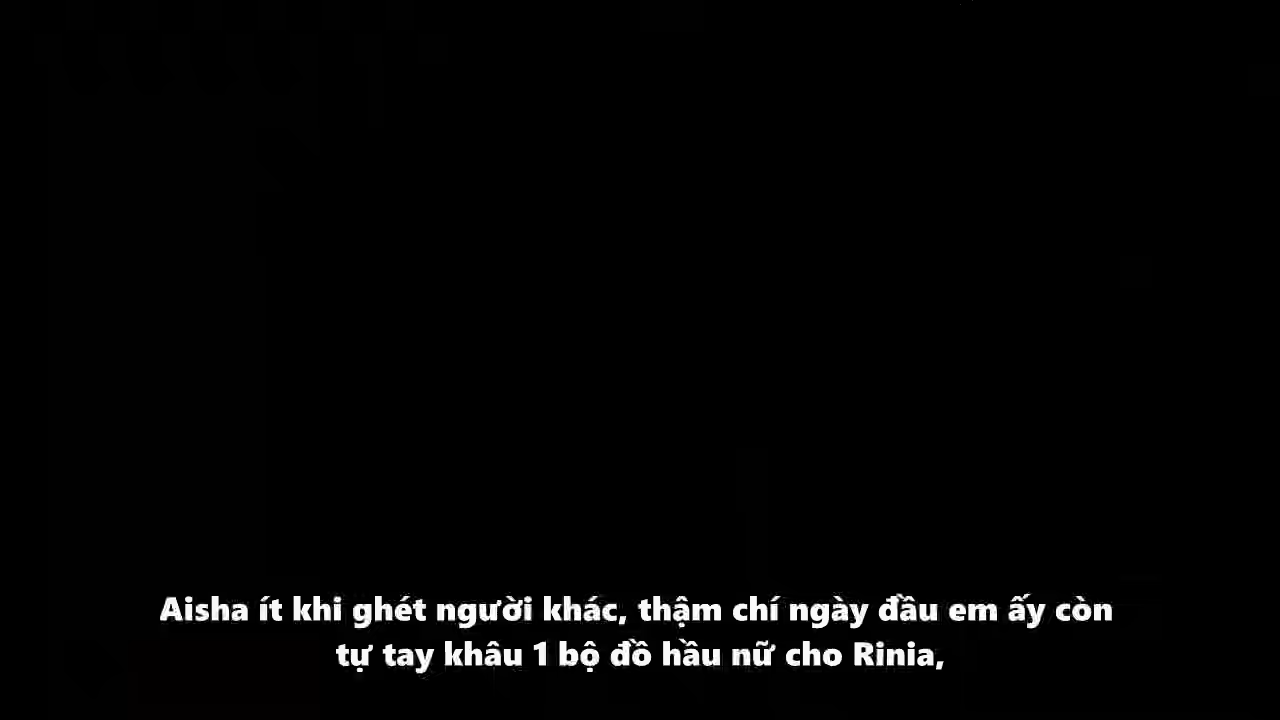 Aisha ít khi ghét người khác, thậm chí ngày đầu em ấy còn
tự tay khâu 1 bộ đồ hầu nữ cho Rinia,